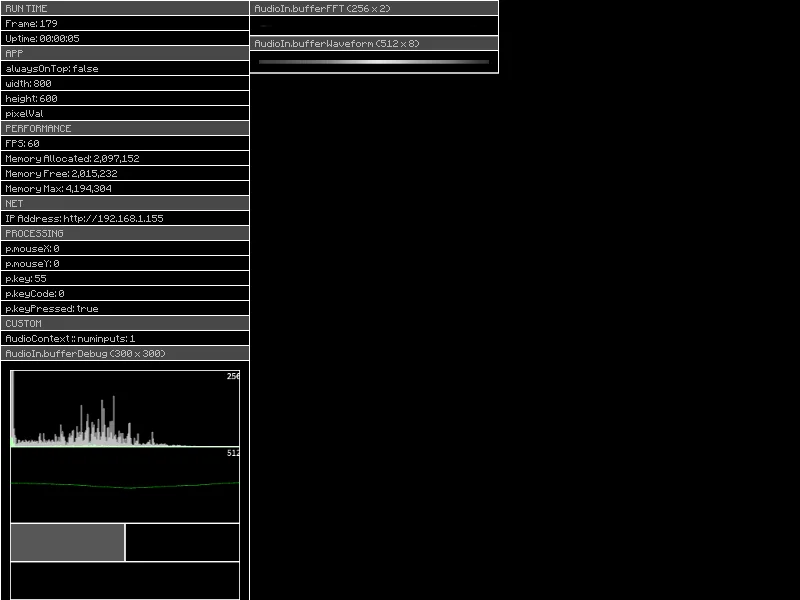 RUN TIME
Frame: 179
Uptime: 00:00:05
APP
alwaysOnTop: false
width: 800
height: 600
pixelVal
PERFORMANCE
FPS: 60
Memory Allocated: 2,097,152
Memory Free: 2,015,232
Memory Max: 4,194,304
NET
IP Address: http://192.168.1.155
PROCESSING
p.mouseX: 0
p.mouseY: 0
p.key: 55
p.keyCode: 0
p.keyPressed: true
CUSTOM
AudioContext :: numinputs: 1
AudioIn.bufferDebug (300 x 300)
256
512
AudioIn.bufferFFT (256 x 2)
AudioIn.bufferWaveform (512 x 8)